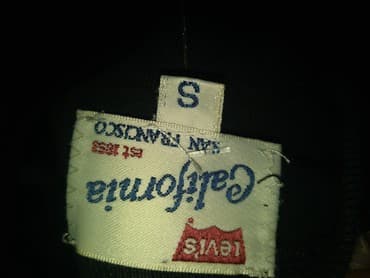 Levi's
California
est 1853
SAN FRANCISCO
S